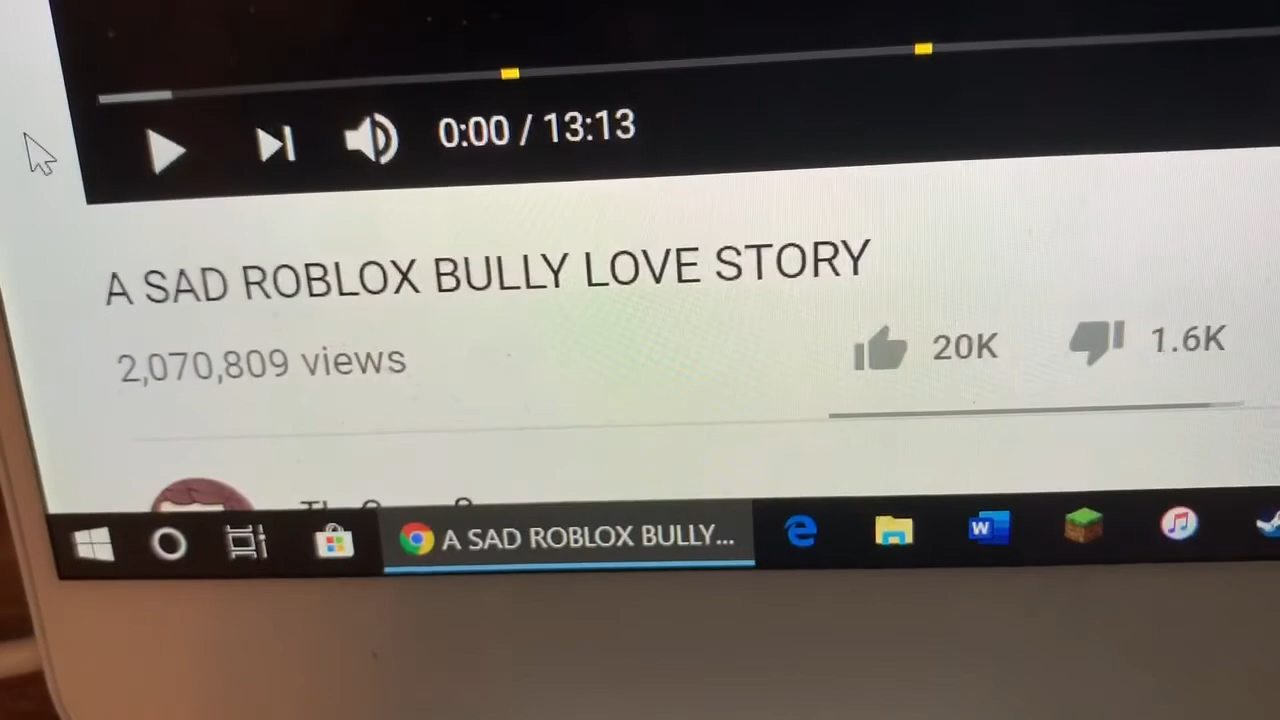 0:00 / 13:13
A SAD ROBLOX BULLY LOVE STORY
2,070,809 views
20K
1.6K
A SAD ROBLOX BULLY...